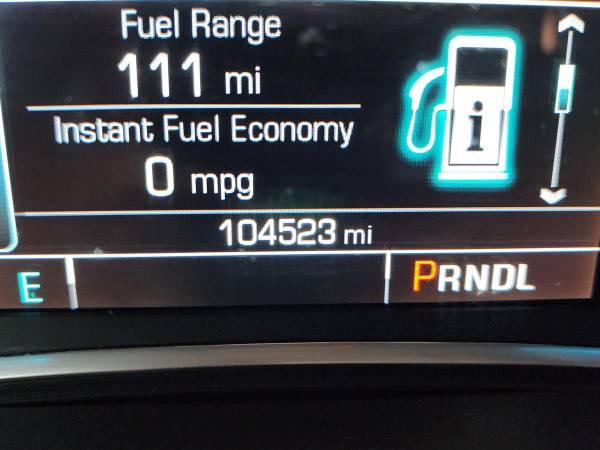 Fuel Range
111 mi
Instant Fuel Economy
0 mpg
i
104523 mi
E
PRNDL